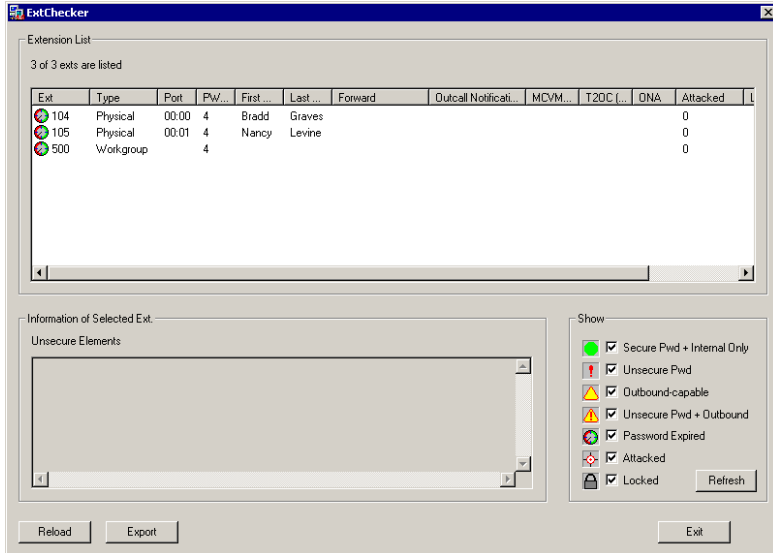 ExtChecker
Extension List
3 of 3 exts are listed
Ext Type Port PW... First ... Last ... Forward Outcall Notificati... MCVM... T2OC (... ONA Attacked L
104 Physical 00:00 4 Bradd Graves 0
105 Physical 00:01 4 Nancy Levine 0
500 Workgroup 4 0
Information of Selected Ext.
Unsecure Elements
Show
Secure Pwd + Internal Only
Unsecure Pwd
Outbound-capable
Unsecure Pwd + Outbound
Password Expired
Attacked
Locked Refresh
Reload Export Exit